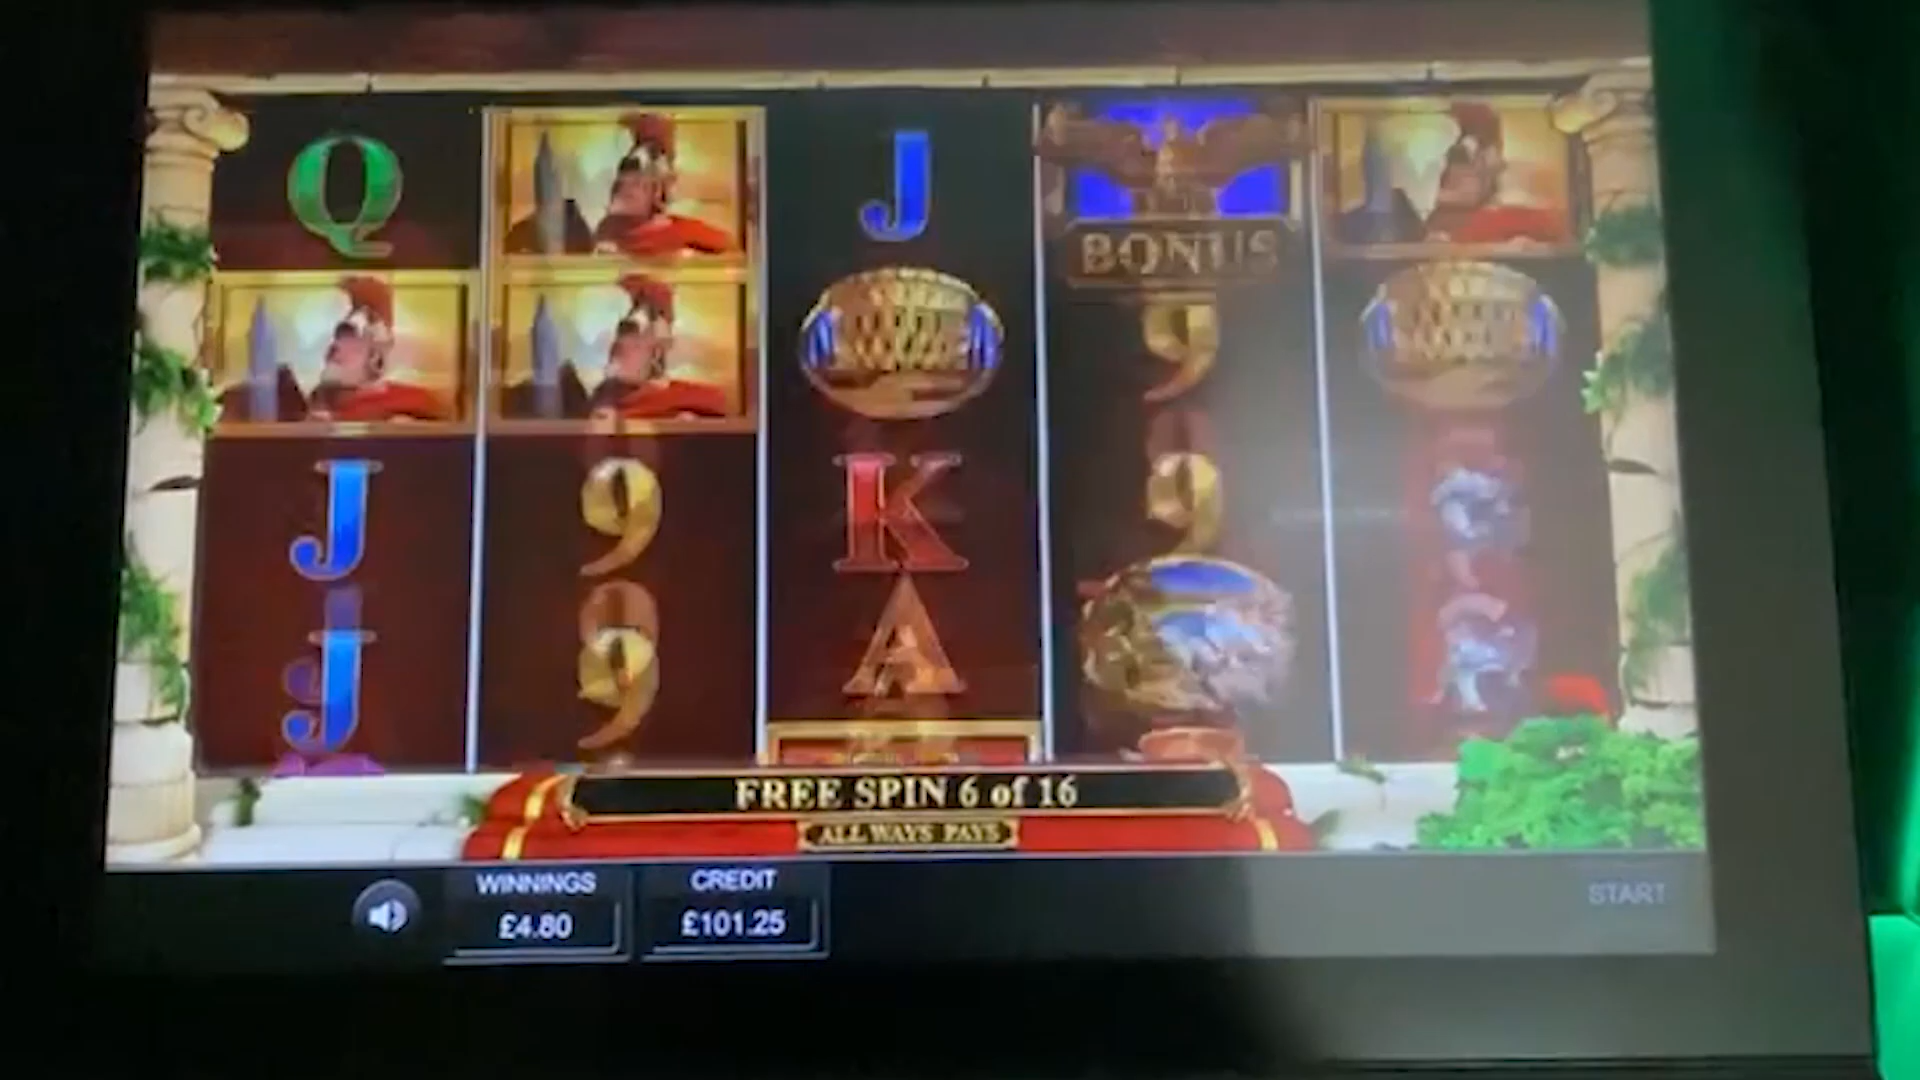 Q
J
BONUS
9
J
9
K
9
J
9
A
FREE SPIN 6 of 16
ALL WAYS PAYS
WINNINGS
CREDIT
START
£4.80
£101.25